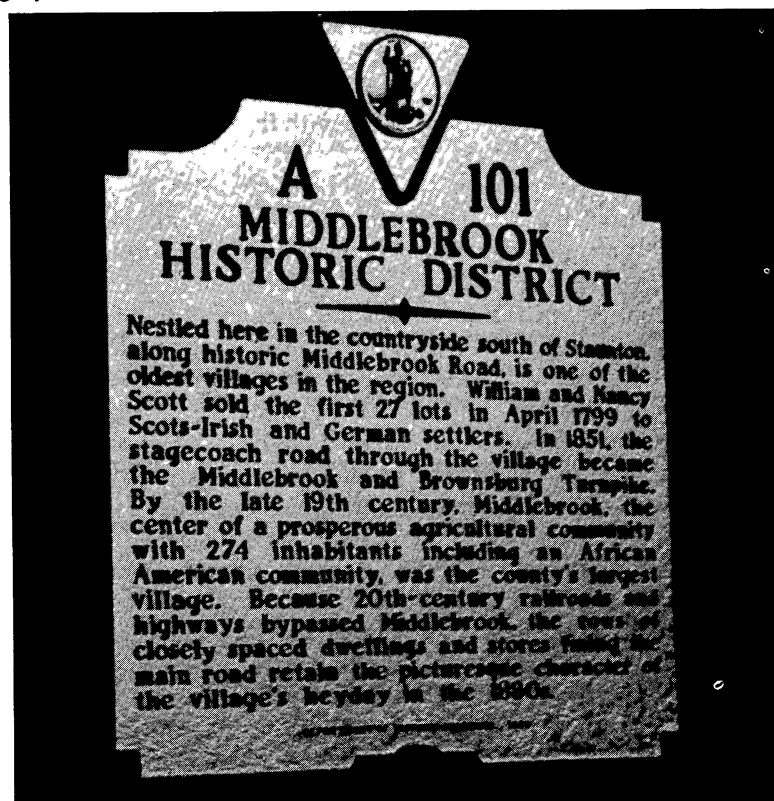 A 101
MIDDLEBROOK
HISTORIC DISTRICT
Nestled here in the countryside south of Staunton,
along historic Middlebrook Road, is one of the
oldest villages in the region. William and Nancy
Scott sold the first 27 lots in April 1799 to
Scots-Irish and German settlers. In 1851, the
stagecoach road through the village became
the Middlebrook and Brownsburg Turnpike.
By the late 19th century, Middlebrook, the
center of a prosperous agricultural community
with 274 inhabitants including an African
American community, was the county's largest
village. Because 20th-century railroads and
highways bypassed Middlebrook, the rows of
closely spaced dwellings and stores lining the
main road retain the picturesque character of
the village's heyday in the 1880s.